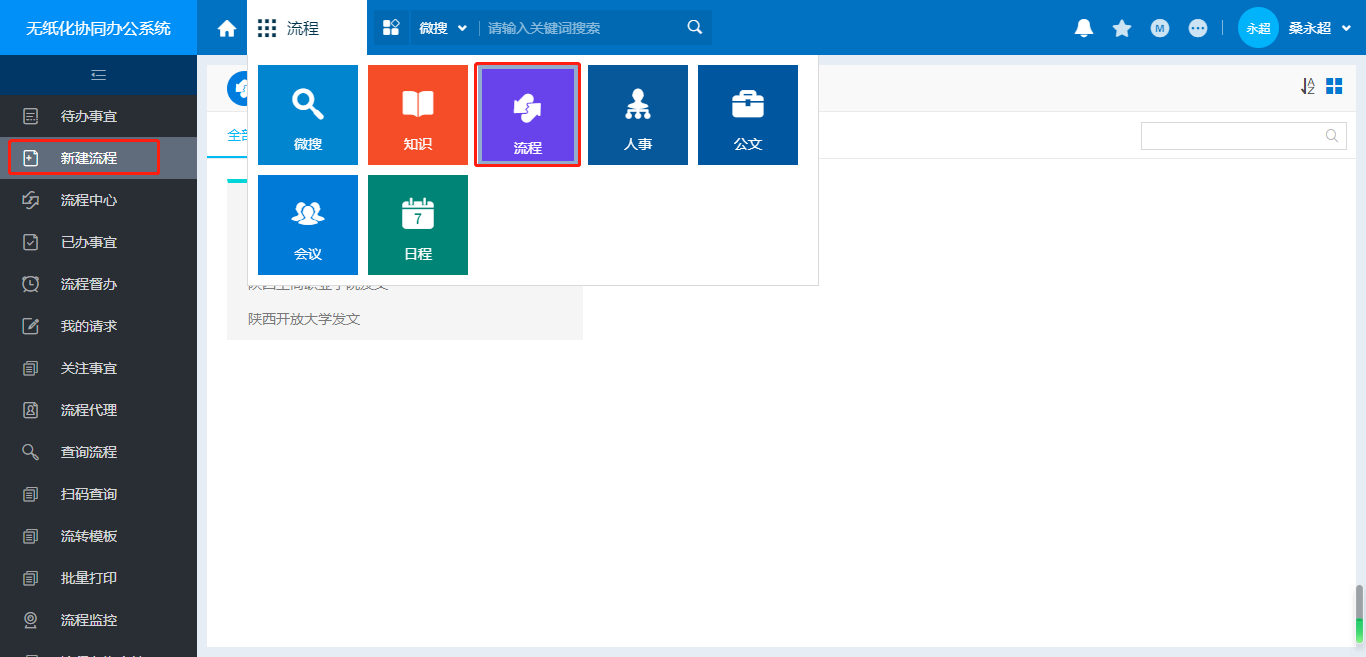 无纸化协同办公系统
流程
微搜
请输入关键词搜索
M
永超
桑永超
待办事宜
新建流程
流程中心
已办事宜
流程督办
我的请求
关注事宜
流程代理
查询流程
扫码查询
流转模板
批量打印
流程监控
微搜
知识
流程
人事
公文
会议
7
日程
A
Z
全部
陕西开放大学发文